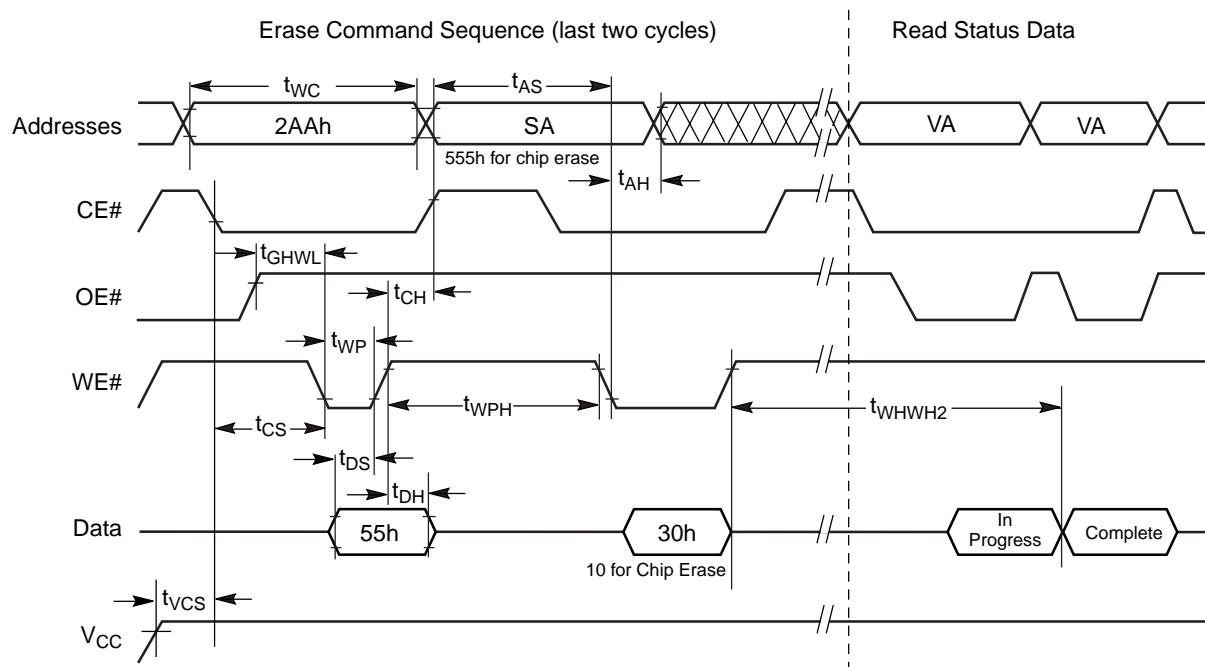 Erase Command Sequence (last two cycles)
Read Status Data
tWC
tAS
Addresses
2AAh
SA
VA
VA
555h for chip erase
tAH
CE#
tGHWL
OE#
tCH
tWP
WE#
tWPH
tWHWH2
tCS
tDS
tDH
Data
55h
30h
In
Progress
Complete
10 for Chip Erase
tVCS
VCC